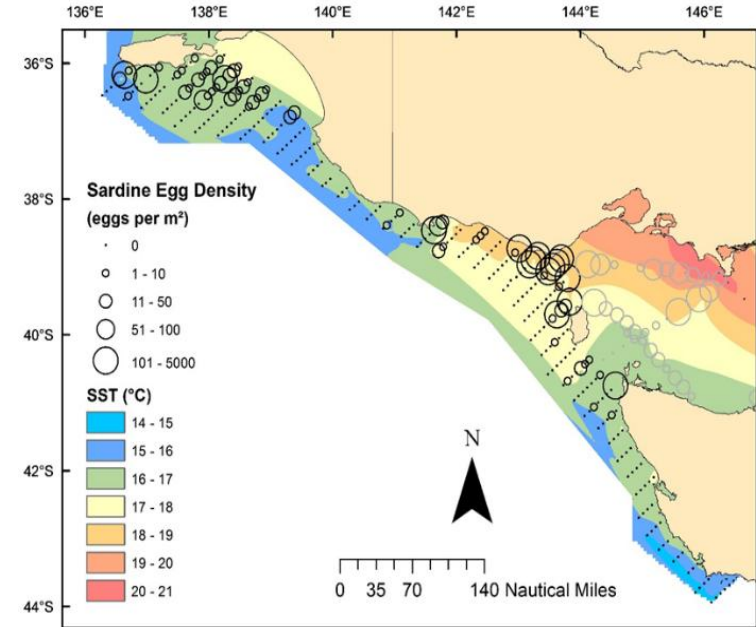 136°E 138°E 140°E 142°E 144°E 146°E
36°S
38°S
Sardine Egg Density
(eggs per m²)
0
1 - 10
11 - 50
51 - 100
101 - 5000
40°S
SST (°C)
14 - 15
15 - 16
16 - 17
17 - 18
18 - 19
19 - 20
20 - 21
42°S
44°S
N
0 35 70 140 Nautical Miles